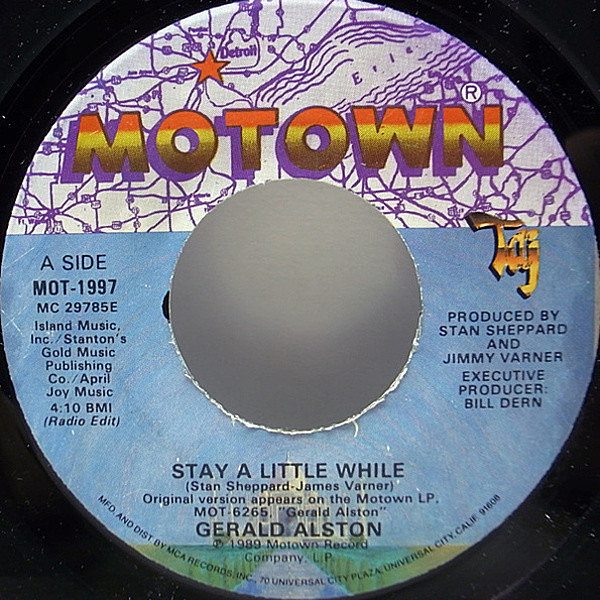 Detroit
Erie
MOTOWN®
Taj
A SIDE
MOT-1997
MC 29785E
Island Music,
Inc./Stanton's
Gold Music
Publishing
Co./April
Joy Music
4:10 BMI
(Radio Edit)
PRODUCED BY
STAN SHEPPARD
AND
JIMMY VARNER
EXECUTIVE
PRODUCER:
BILL DERN
STAY A LITTLE WHILE
(Stan Sheppard-James Varner)
Original version appears on the Motown LP,
MOT-6265, "Gerald Alston"
GERALD ALSTON
℗ 1989 Motown Record
Company, L.P.
MFD. AND DIST BY MCA RECORDS, INC., 70 UNIVERSAL CITY PLAZA, UNIVERSAL CITY, CALIF. 91608